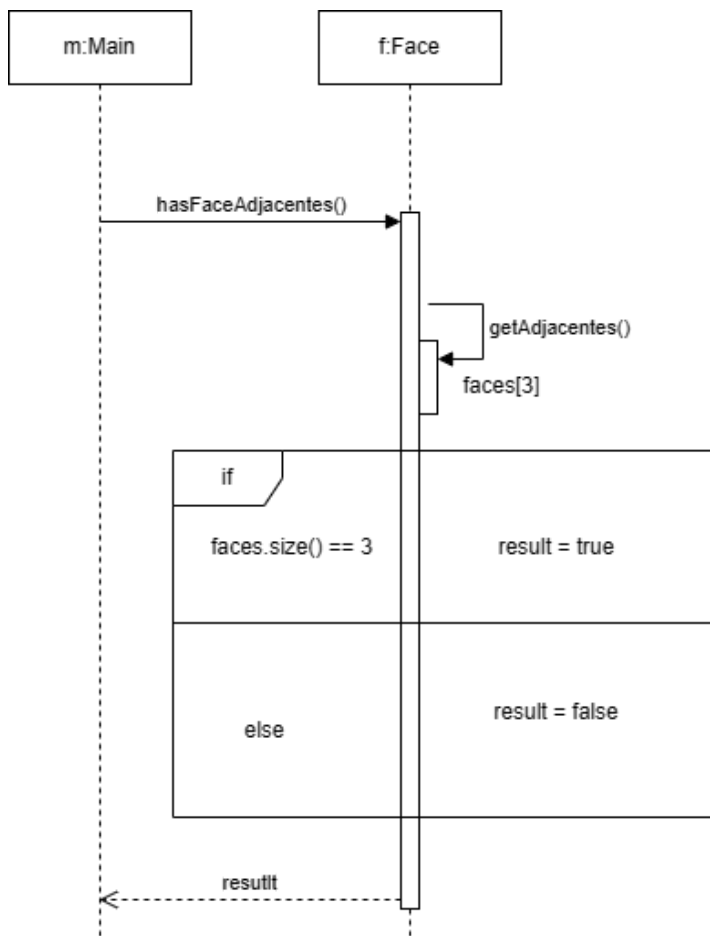 m:Main
f:Face
hasFaceAdjacentes()
getAdjacentes()
faces[3]
if
faces.size() == 3
result = true
result = false
else
resutlt